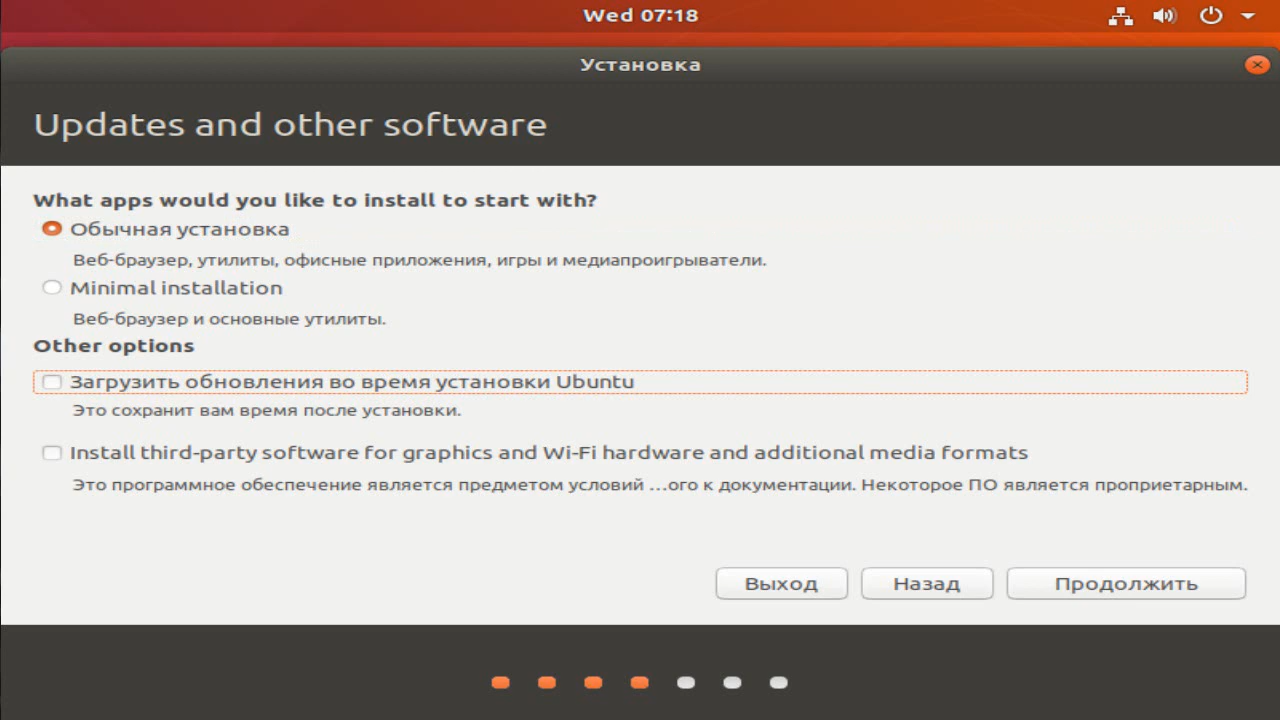 Wed 07:18
Установка
Updates and other software
What apps would you like to install to start with?
Обычная установка
Веб-браузер, утилиты, офисные приложения, игры и медиапроигрыватели.
Minimal installation
Веб-браузер и основные утилиты.
Other options
Загрузить обновления во время установки Ubuntu
Это сохранит вам время после установки.
Install third-party software for graphics and Wi-Fi hardware and additional media formats
Это программное обеспечение является предметом условий …ого к документации. Некоторое ПО является проприетарным.
Выход Назад Продолжить